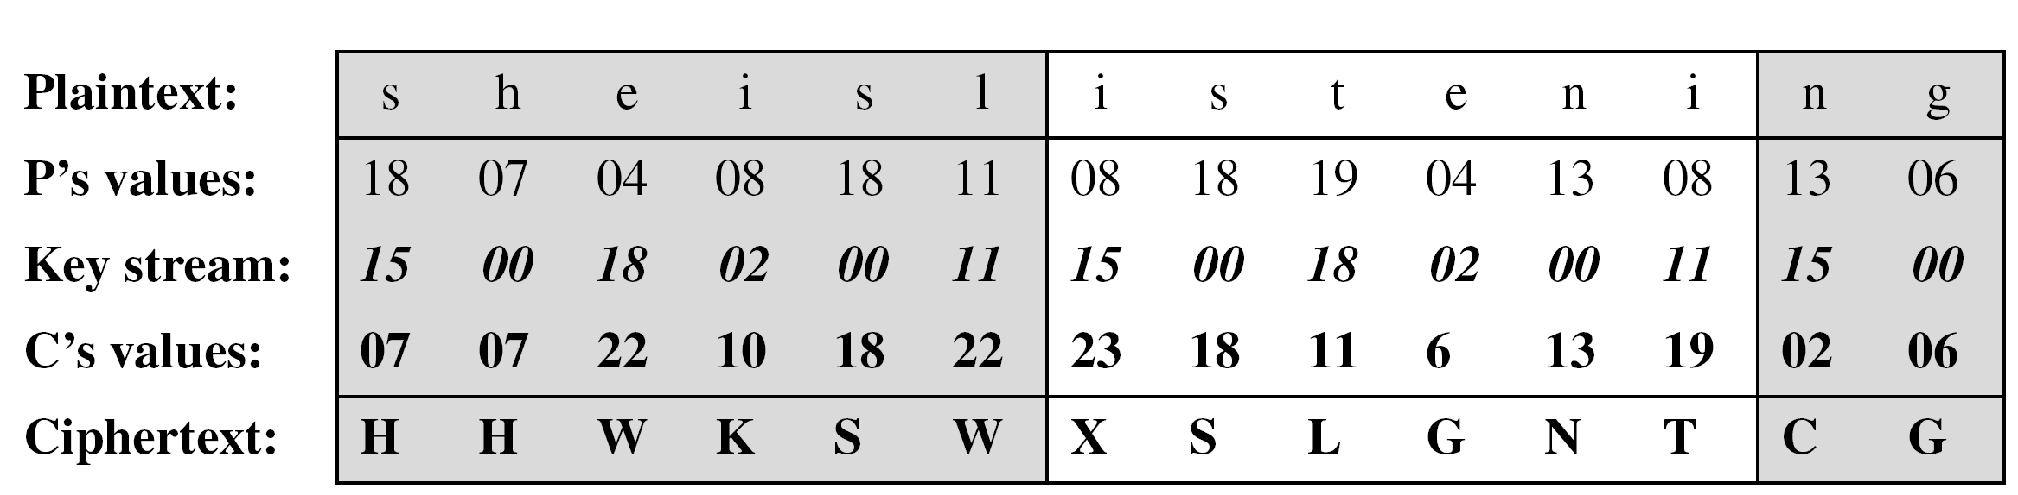 Plaintext: s h e i s l i s t e n i n g
P's values: 18 07 04 08 18 11 08 18 19 04 13 08 13 06
Key stream: 15 00 18 02 00 11 15 00 18 02 00 11 15 00
C's values: 07 07 22 10 18 22 23 18 11 6 13 19 02 06
Ciphertext: H H W K S W X S L G N T C G